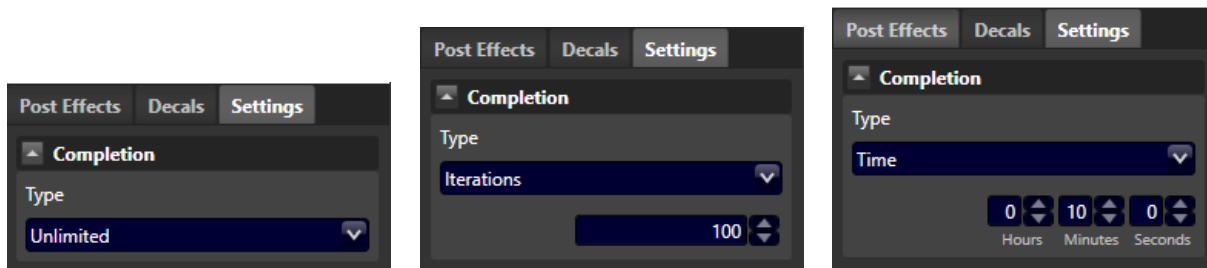 Post Effects Decals Settings
Completion
Type
Unlimited
Post Effects Decals Settings
Completion
Type
Iterations
100
Post Effects Decals Settings
Completion
Type
Time
0 10 0
Hours Minutes Seconds